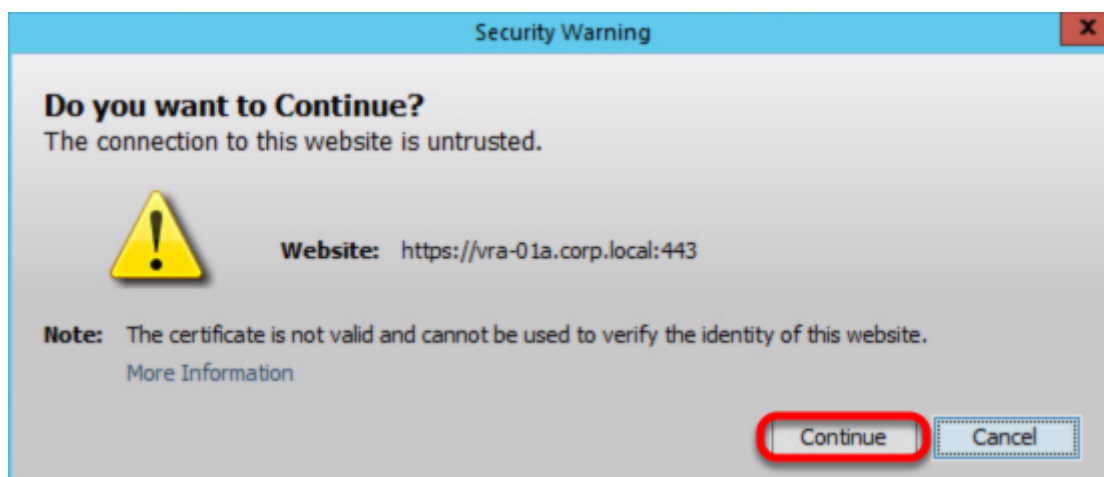 Security Warning
Do you want to Continue?
The connection to this website is untrusted.
Website: https://vra-01a.corp.local:443
Note: The certificate is not valid and cannot be used to verify the identity of this website.
More Information
Continue Cancel